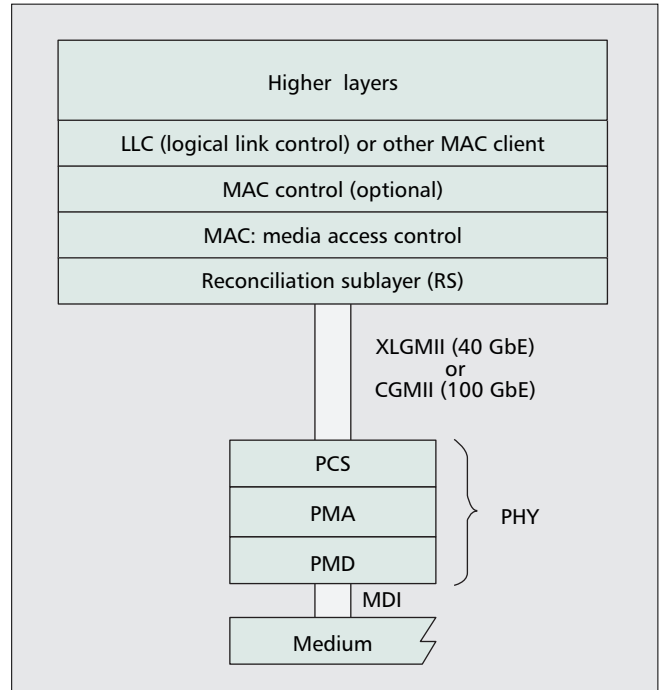 Higher layers
LLC (logical link control) or other MAC client
MAC control (optional)
MAC: media access control
Reconciliation sublayer (RS)
XLGMII (40 GbE)
or
CGMII (100 GbE)
PCS
PMA
PHY
PMD
MDI
Medium